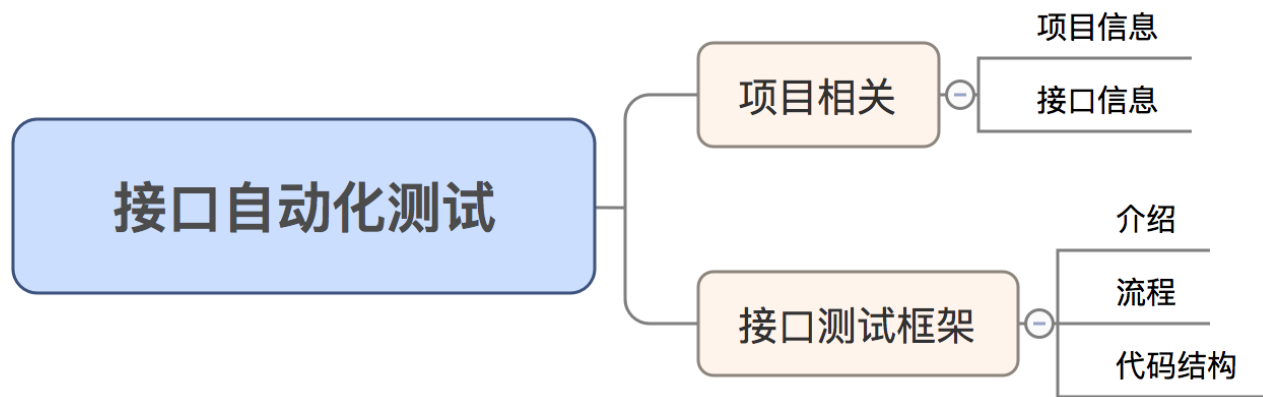 接口自动化测试
项目相关
项目信息
接口信息
接口测试框架
介绍
流程
代码结构